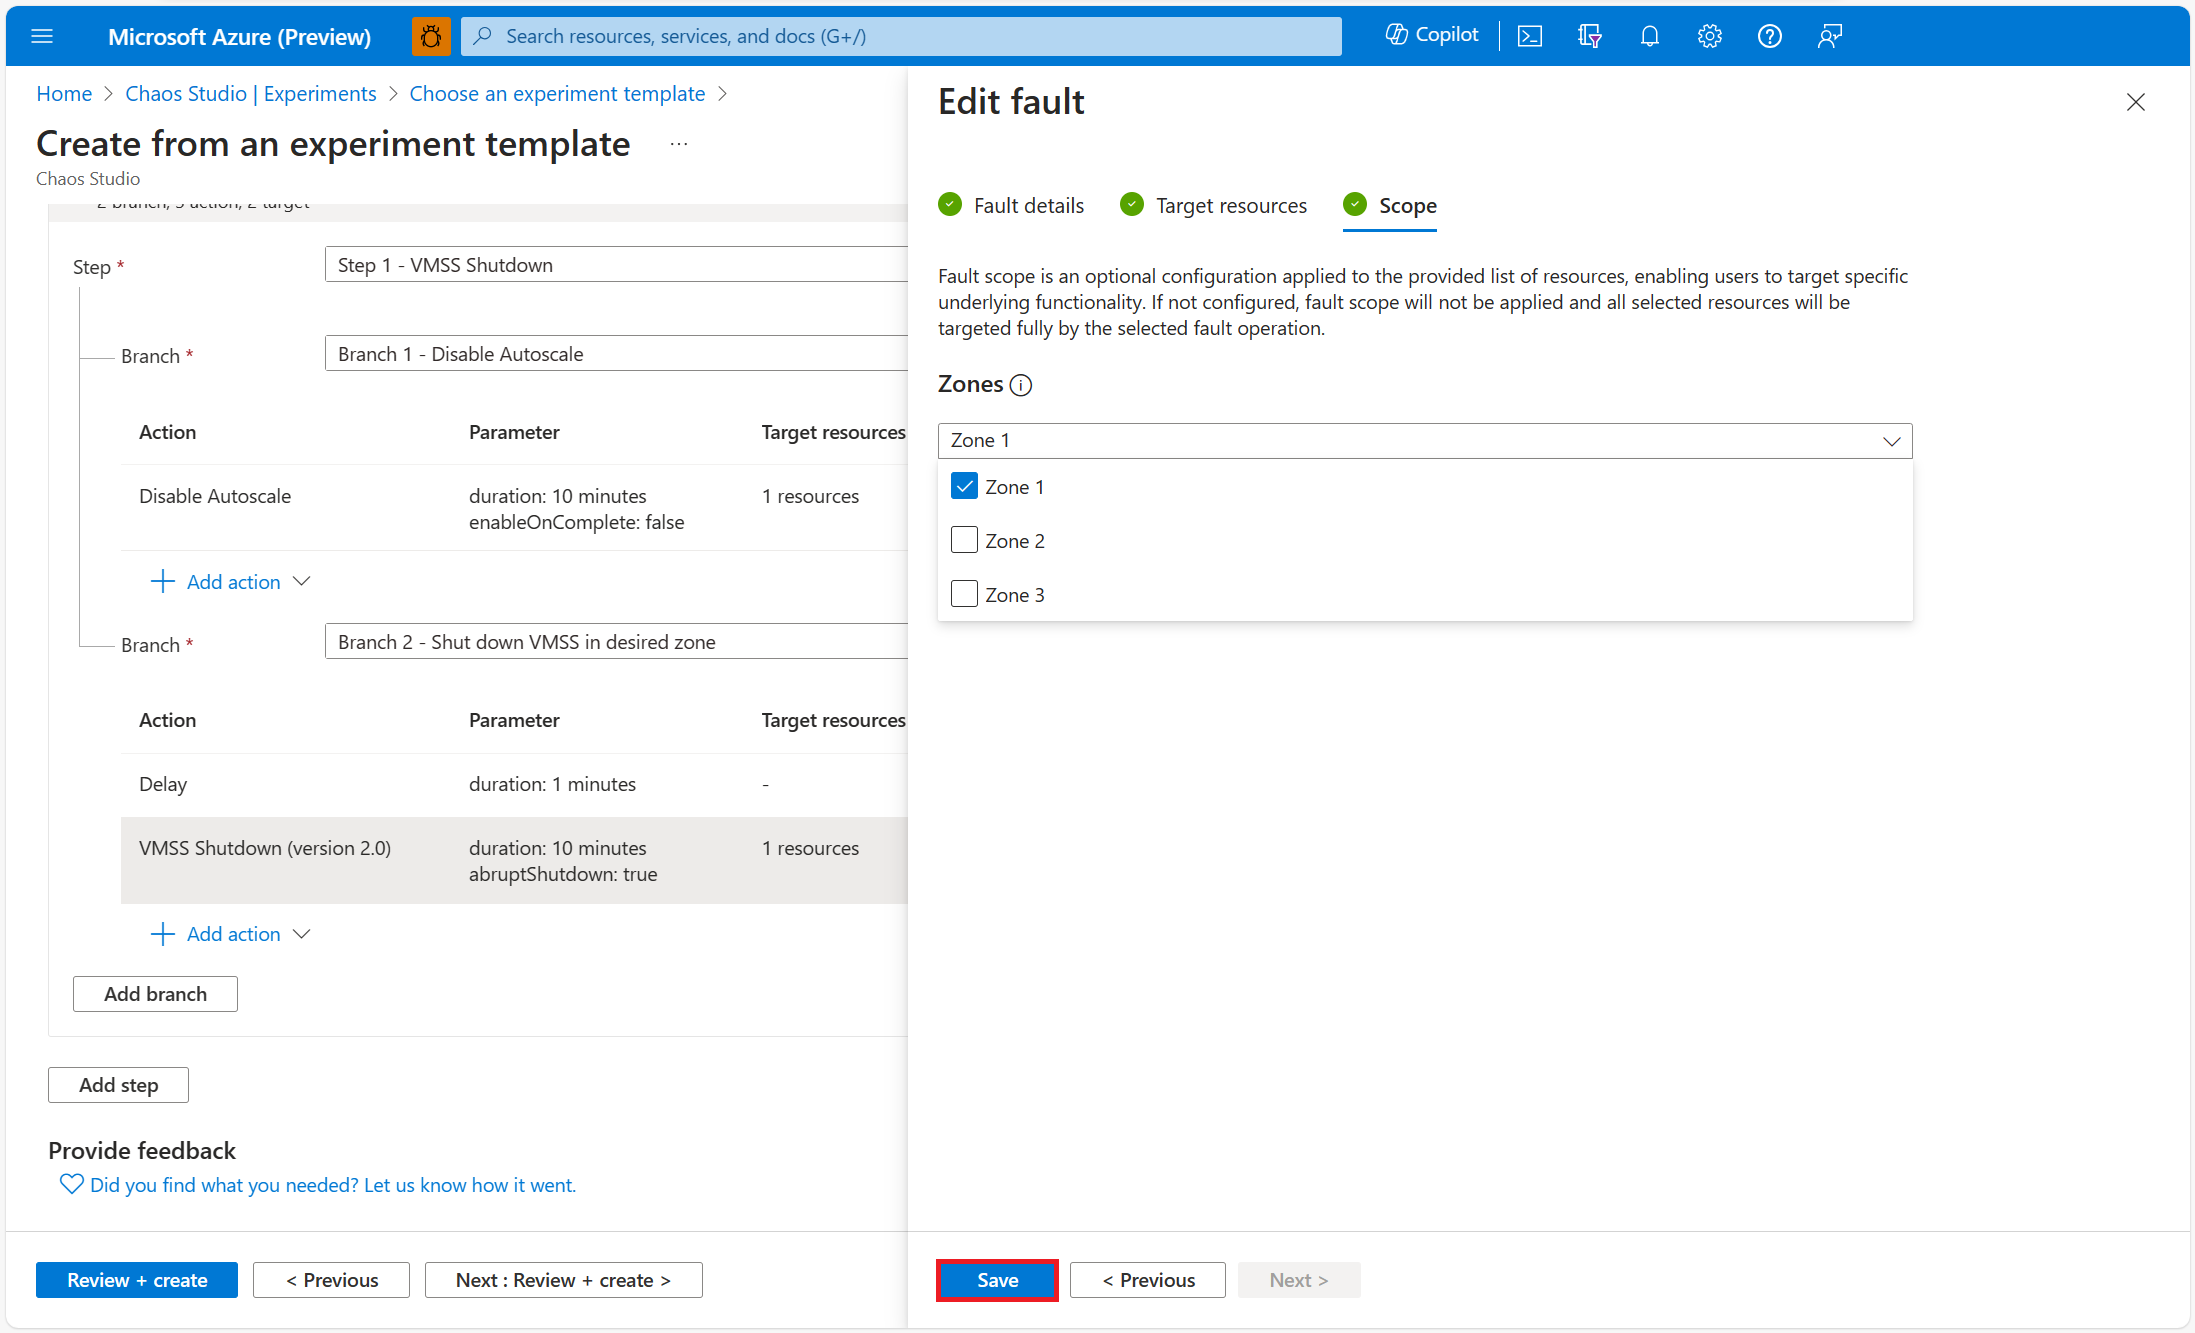 Microsoft Azure (Preview)
Search resources, services, and docs (G+/)
Copilot
Home > Chaos Studio | Experiments > Choose an experiment template >
Create from an experiment template ...
Chaos Studio
2 branch, 3 action, 2 target
Step *
Step 1 - VMSS Shutdown
Branch *
Branch 1 - Disable Autoscale
Action Parameter Target resources
Disable Autoscale duration: 10 minutes 1 resources
enableOnComplete: false
Add action
Branch *
Branch 2 - Shut down VMSS in desired zone
Action Parameter Target resources
Delay duration: 1 minutes -
VMSS Shutdown (version 2.0) duration: 10 minutes 1 resources
abruptShutdown: true
Add action
Add branch
Add step
Provide feedback
Did you find what you needed? Let us know how it went.
Review + create < Previous Next : Review + create >
Edit fault
Fault details Target resources Scope
Fault scope is an optional configuration applied to the provided list of resources, enabling users to target specific
underlying functionality. If not configured, fault scope will not be applied and all selected resources will be
targeted fully by the selected fault operation.
Zones
Zone 1
Zone 1
Zone 2
Zone 3
Save < Previous Next >